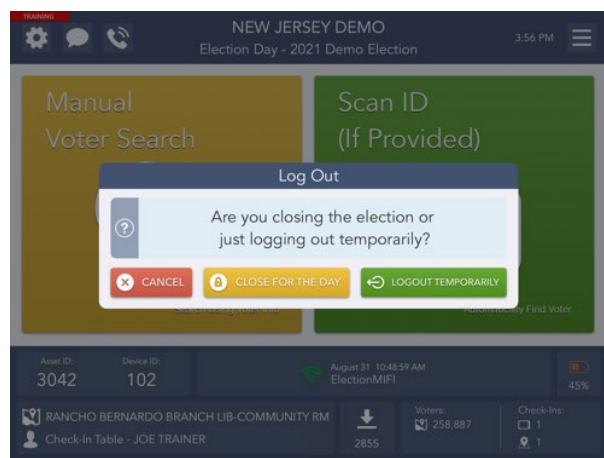 TRAINING
NEW JERSEY DEMO
Election Day - 2021 Demo Election
3:56 PM
Manual
Voter Search
Scan ID
(If Provided)
Log Out
Are you closing the election or
just logging out temporarily?
CANCEL
CLOSE FOR THE DAY
LOGOUT TEMPORARILY
Automatically Find Voter
Asset ID:
3042
Device ID:
102
August 31 10:48:59 AM
ElectionMIFI
45%
RANCHO BERNARDO BRANCH LIB-COMMUNITY RM
Check-In Table - JOE TRAINER
2855
Voters:
258,887
Check-Ins:
1
1